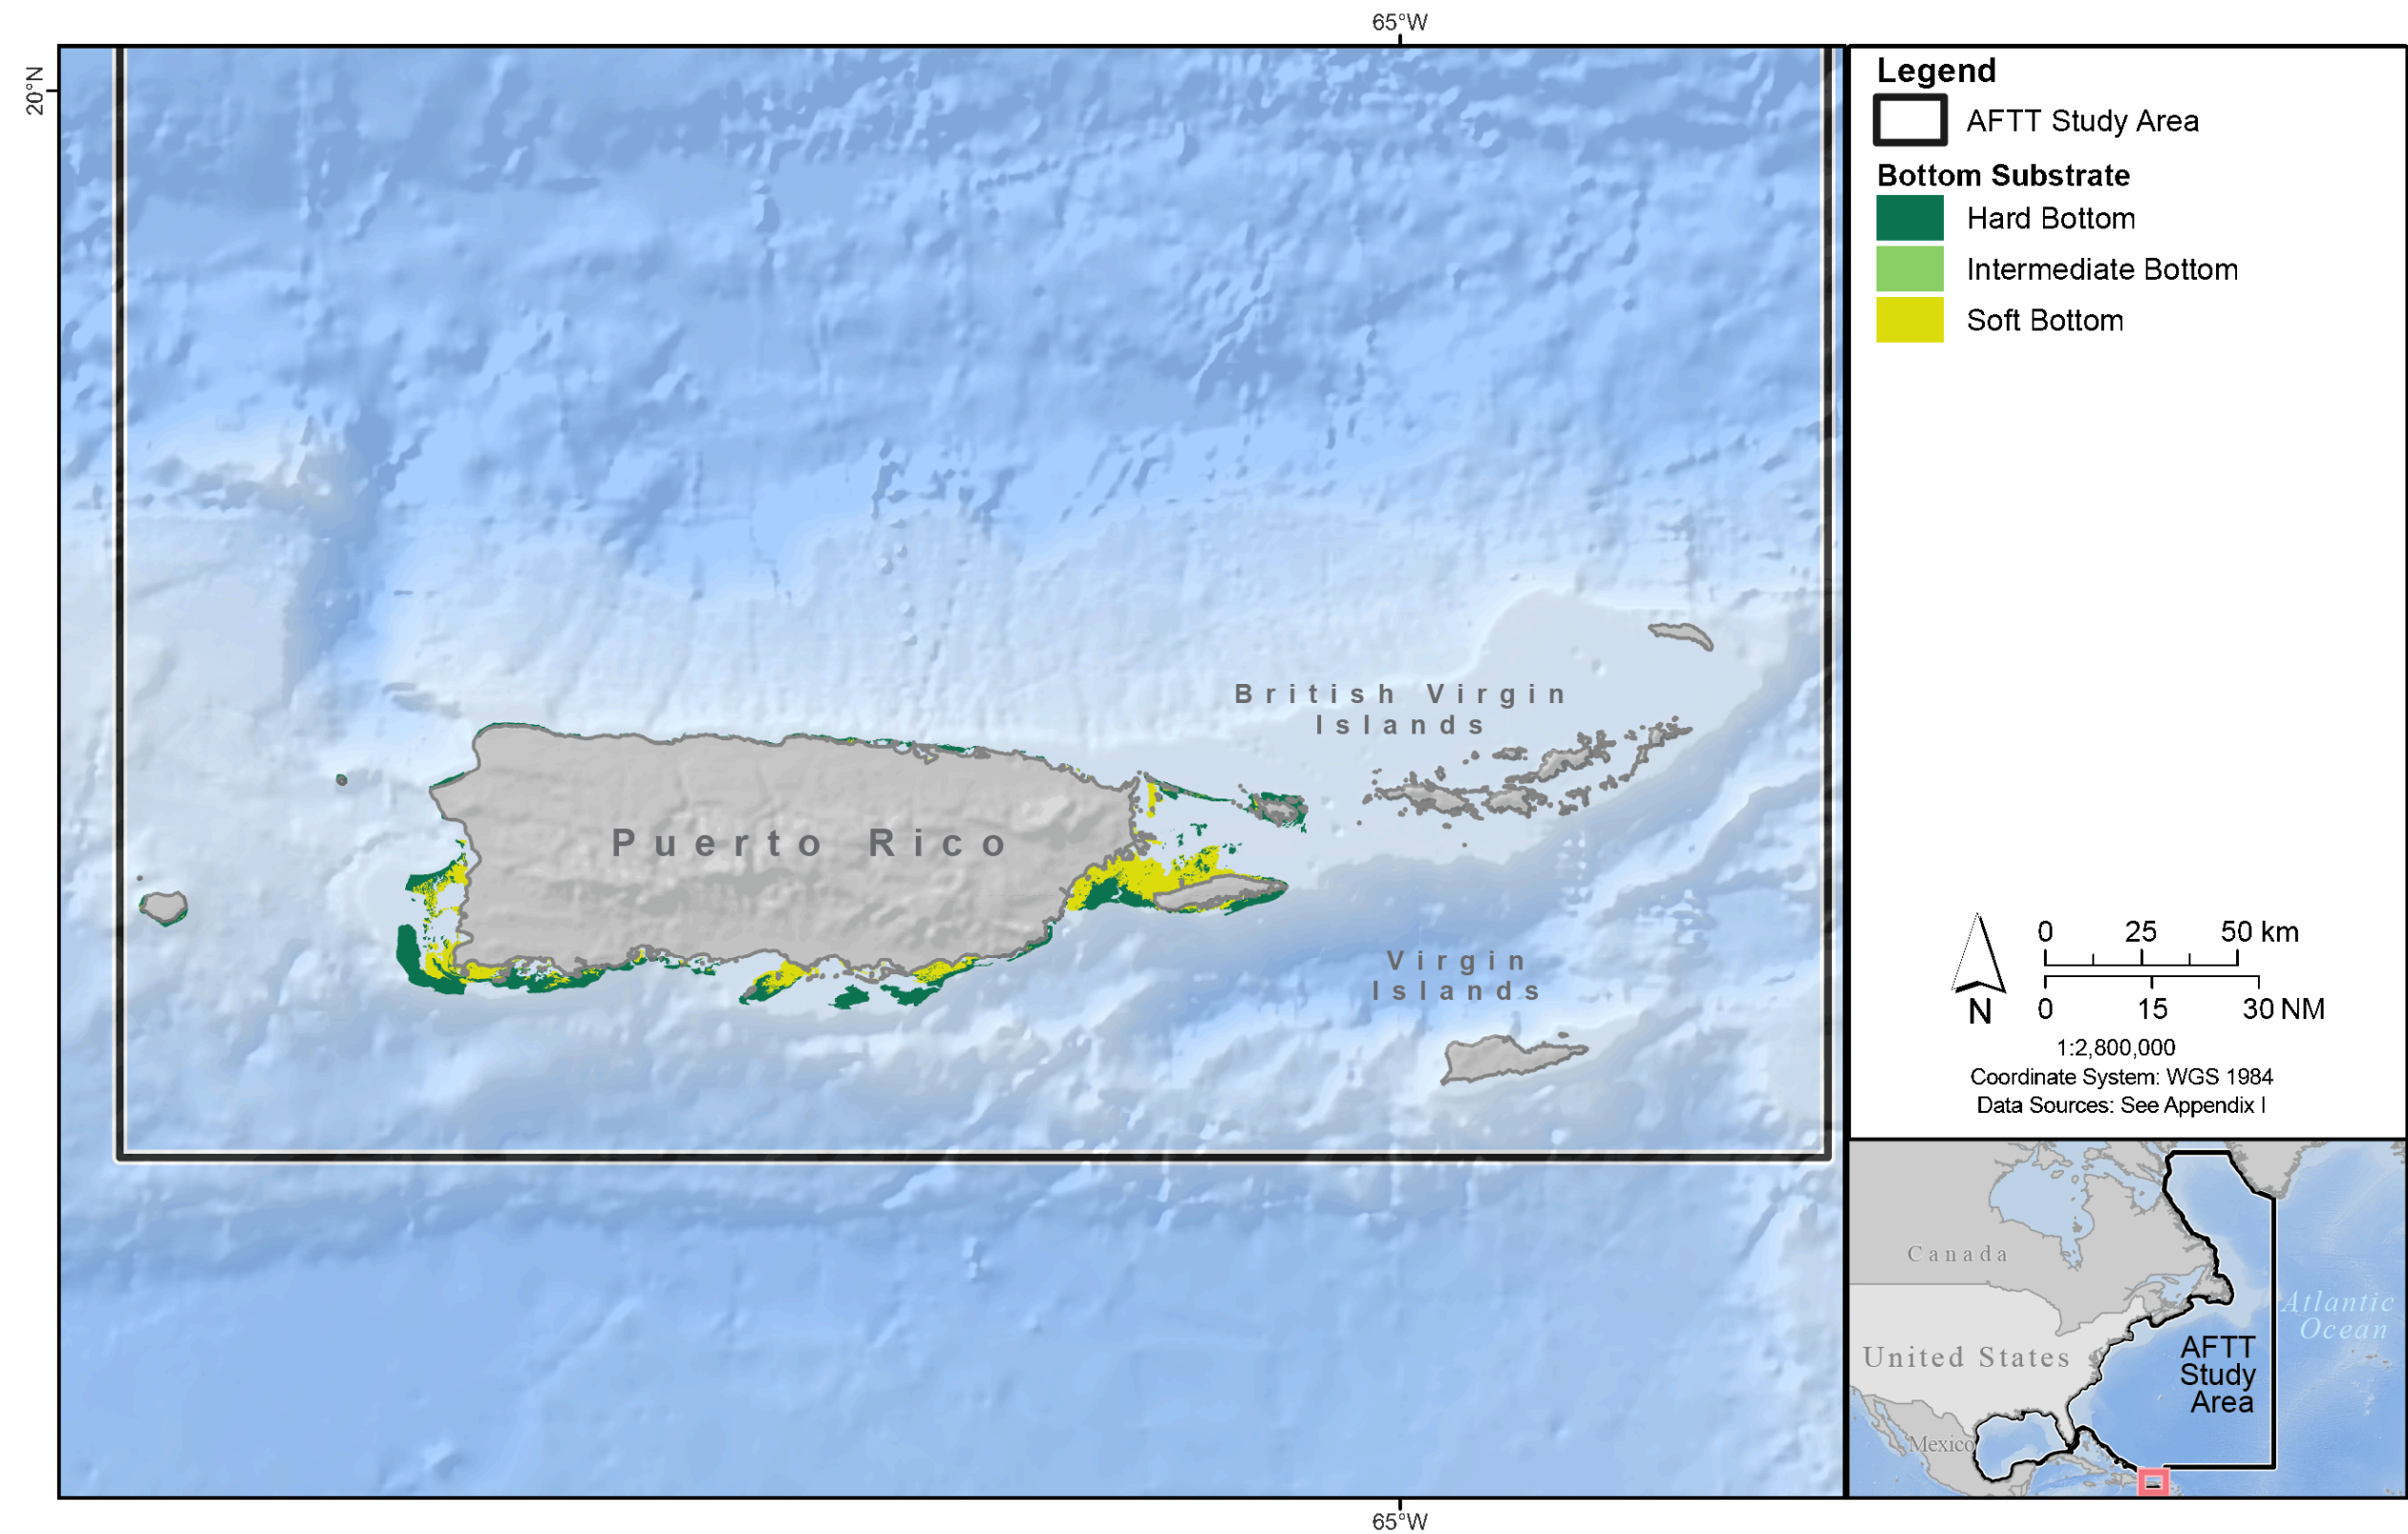 65°W
20°N
British Virgin
Islands
Puerto Rico
Virgin
Islands
65°W
Legend
AFTT Study Area
Bottom Substrate
Hard Bottom
Intermediate Bottom
Soft Bottom
N
0 25 50 km
0 15 30 NM
1:2,800,000
Coordinate System: WGS 1984
Data Sources: See Appendix I
Canada
United States
Mexico
Atlantic
Ocean
AFTT
Study
Area